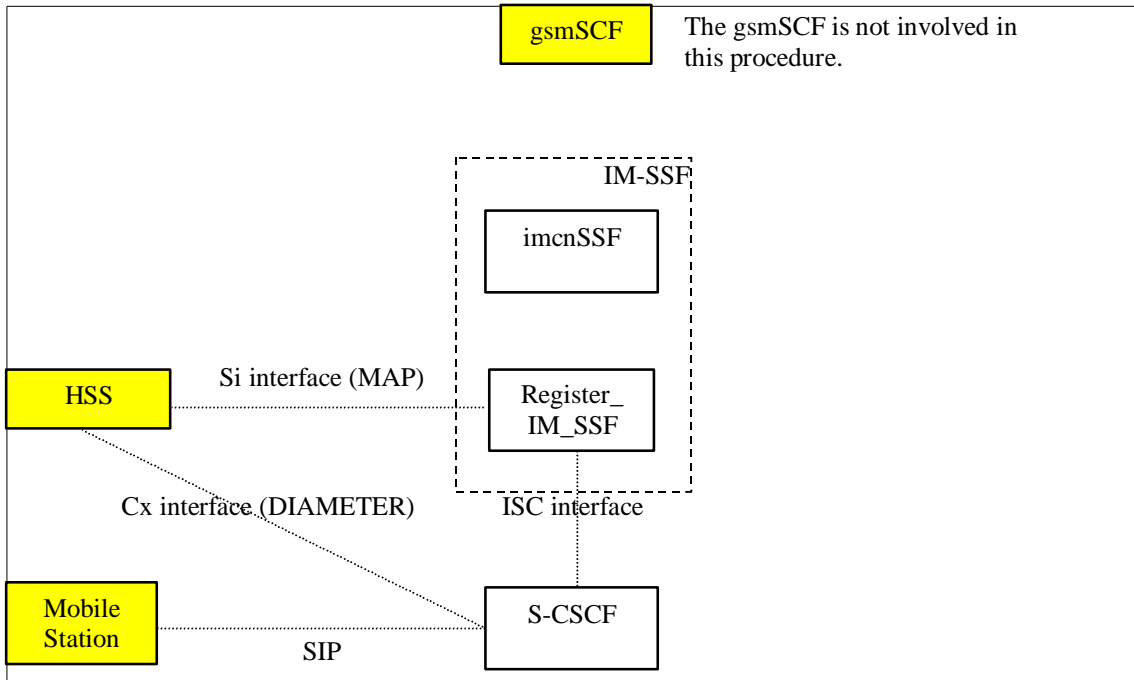 gsmSCF
The gsmSCF is not involved in
this procedure.
IM-SSF
imcnSSF
Si interface (MAP)
HSS
Register_
IM_SSF
Cx interface (DIAMETER)
ISC interface
Mobile
Station
S-CSCF
SIP